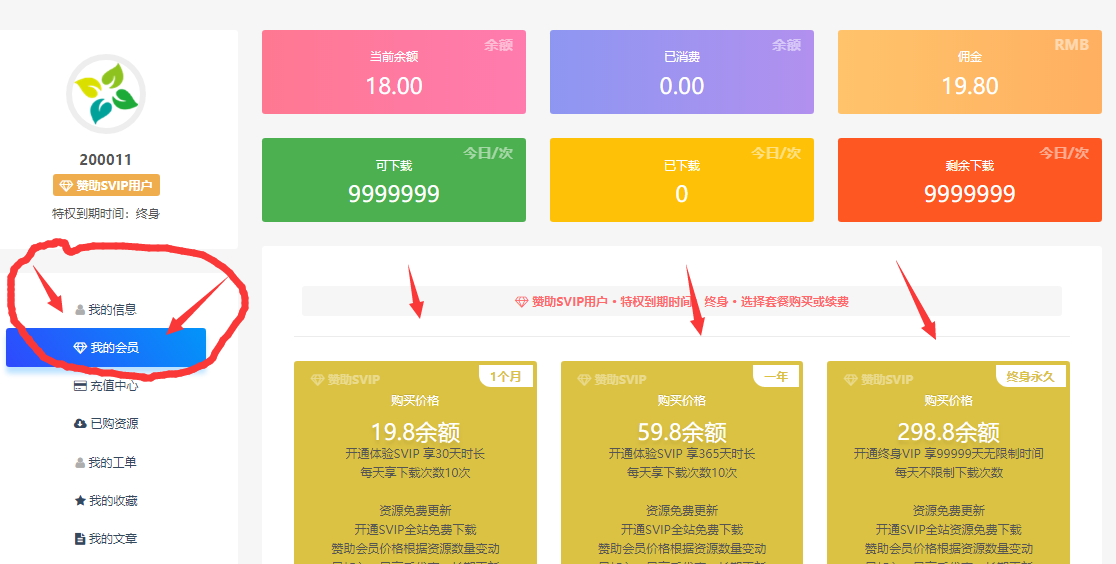 200011
赞助SVIP用户
特权到期时间：终身
我的信息
我的会员
充值中心
已购资源
我的工单
我的收藏
我的文章
余额
当前余额
18.00
余额
已消费
0.00
RMB
佣金
19.80
今日/次
可下载
9999999
今日/次
已下载
0
今日/次
剩余下载
9999999
赞助SVIP用户・特权到期时间：终身・选择套餐购买或续费
赞助SVIP
1个月
购买价格
19.8余额
开通体验SVIP 享30天时长
每天享下载次数10次
资源免费更新
开通SVIP全站免费下载
赞助会员价格根据资源数量变动
赞助SVIP
一年
购买价格
59.8余额
开通体验SVIP 享365天时长
每天享下载次数10次
资源免费更新
开通SVIP全站免费下载
赞助会员价格根据资源数量变动
赞助SVIP
终身永久
购买价格
298.8余额
开通终身VIP 享99999天无限制时间
每天不限制下载次数
资源免费更新
开通SVIP全站资源免费下载
赞助会员价格根据资源数量变动